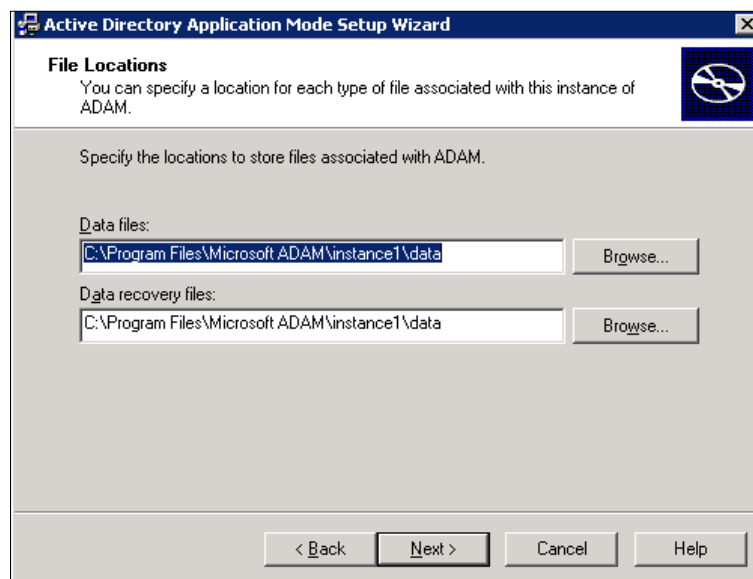 Active Directory Application Mode Setup Wizard
File Locations
You can specify a location for each type of file associated with this instance of
ADAM.
Specify the locations to store files associated with ADAM.
Data files:
C:\Program Files\Microsoft ADAM\instance1\data
Browse...
Data recovery files:
C:\Program Files\Microsoft ADAM\instance1\data
Browse...
< Back Next > Cancel Help